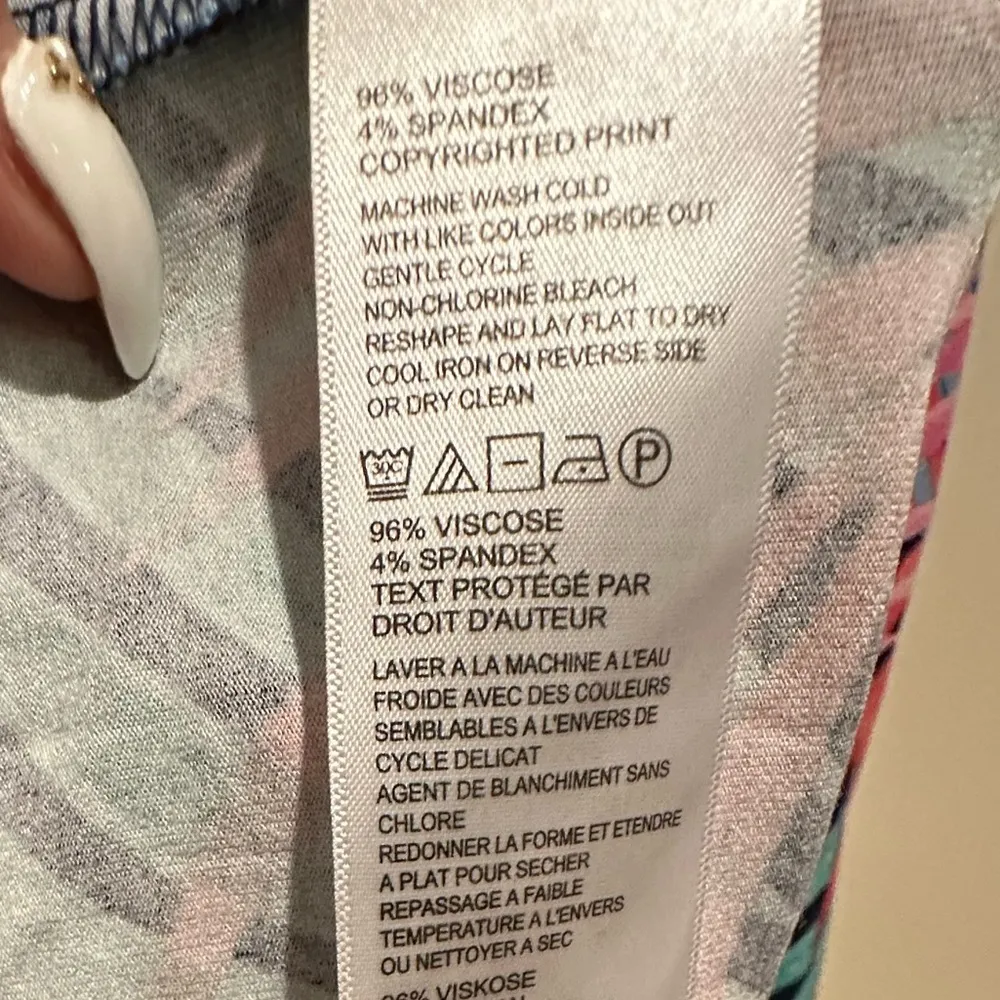 96% VISCOSE
4% SPANDEX
COPYRIGHTED PRINT
MACHINE WASH COLD
WITH LIKE COLORS INSIDE OUT
GENTLE CYCLE
NON-CHLORINE BLEACH
RESHAPE AND LAY FLAT TO DRY
COOL IRON ON REVERSE SIDE
OR DRY CLEAN
30C P
96% VISCOSE
4% SPANDEX
TEXT PROTÉGÉ PAR
DROIT D'AUTEUR
LAVER A LA MACHINE A L'EAU
FROIDE AVEC DES COULEURS
SEMBLABLES A L'ENVERS DE
CYCLE DELICAT
AGENT DE BLANCHIMENT SANS
CHLORE
REDONNER LA FORME ET ETENDRE
A PLAT POUR SECHER
REPASSAGE A FAIBLE
TEMPERATURE A L'ENVERS
OU NETTOYER A SEC
96% VISKOSE